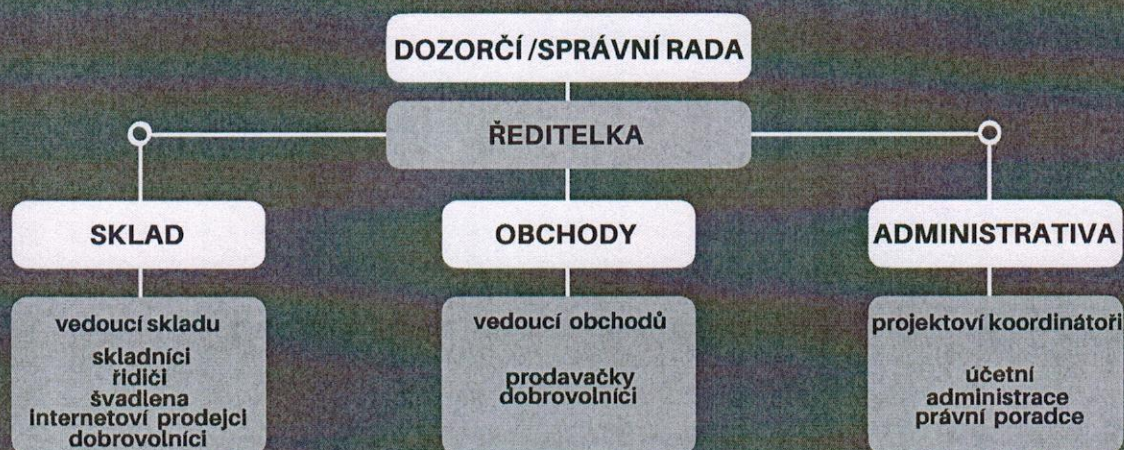 DOZORČÍ /SPRÁVNÍ RADA
ŘEDITELKA
SKLAD
vedoucí skladu
skladníci
řidiči
švadlena
internetoví prodejci
dobrovolníci
OBCHODY
vedoucí obchodů
prodavačky
dobrovolníci
ADMINISTRATIVA
projektoví koordinátoři
účetní
administrace
právní poradce